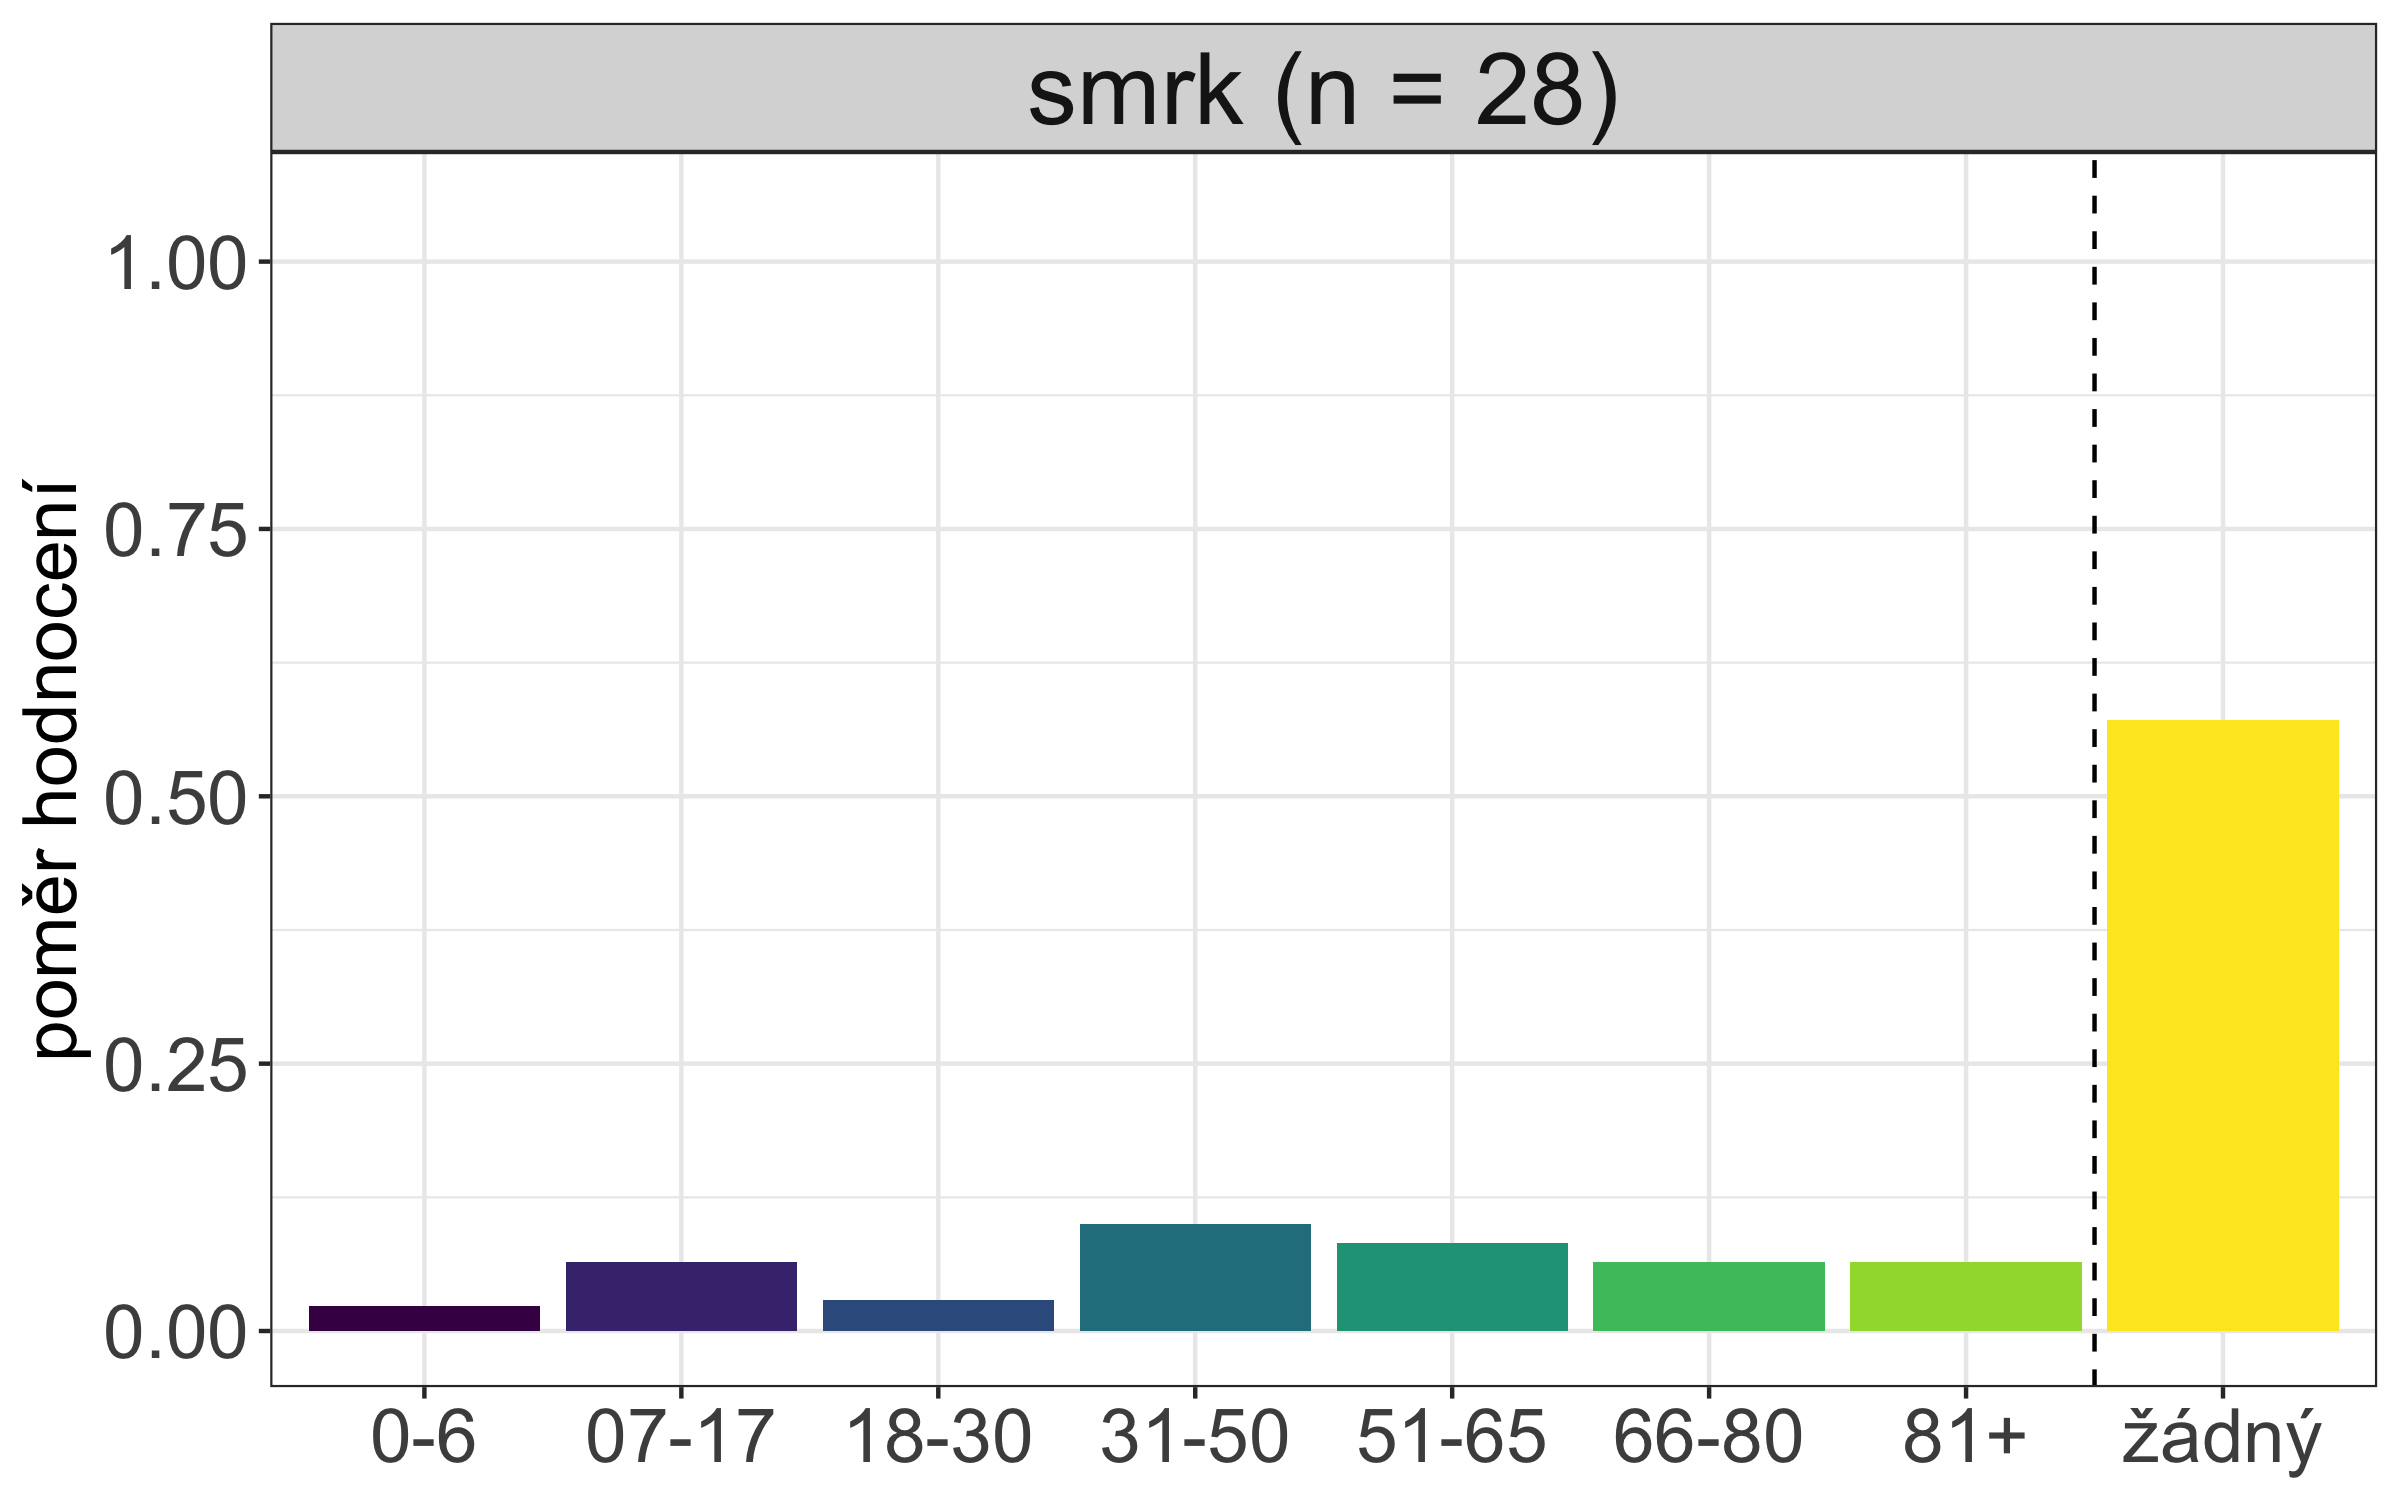 smrk (n = 28)
poměr hodnocení
1.00
0.75
0.50
0.25
0.00
0-6 07-17 18-30 31-50 51-65 66-80 81+ žádný